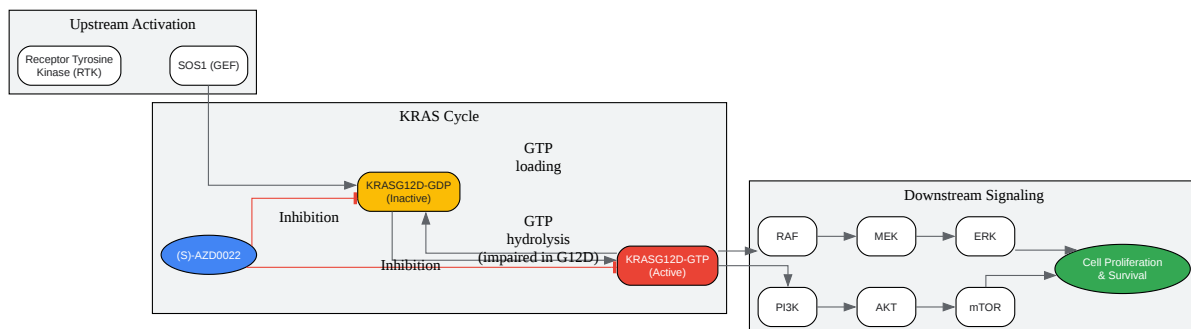 Upstream Activation
Receptor Tyrosine
Kinase (RTK)
SOS1 (GEF)
KRAS Cycle
GTP
loading
KRASG12D-GDP
(Inactive)
Inhibition
GTP
hydrolysis
(impaired in G12D)
(S)-AZD0022
Inhibition
KRASG12D-GTP
(Active)
Downstream Signaling
RAF
MEK
ERK
Cell Proliferation
& Survival
PI3K
AKT
mTOR